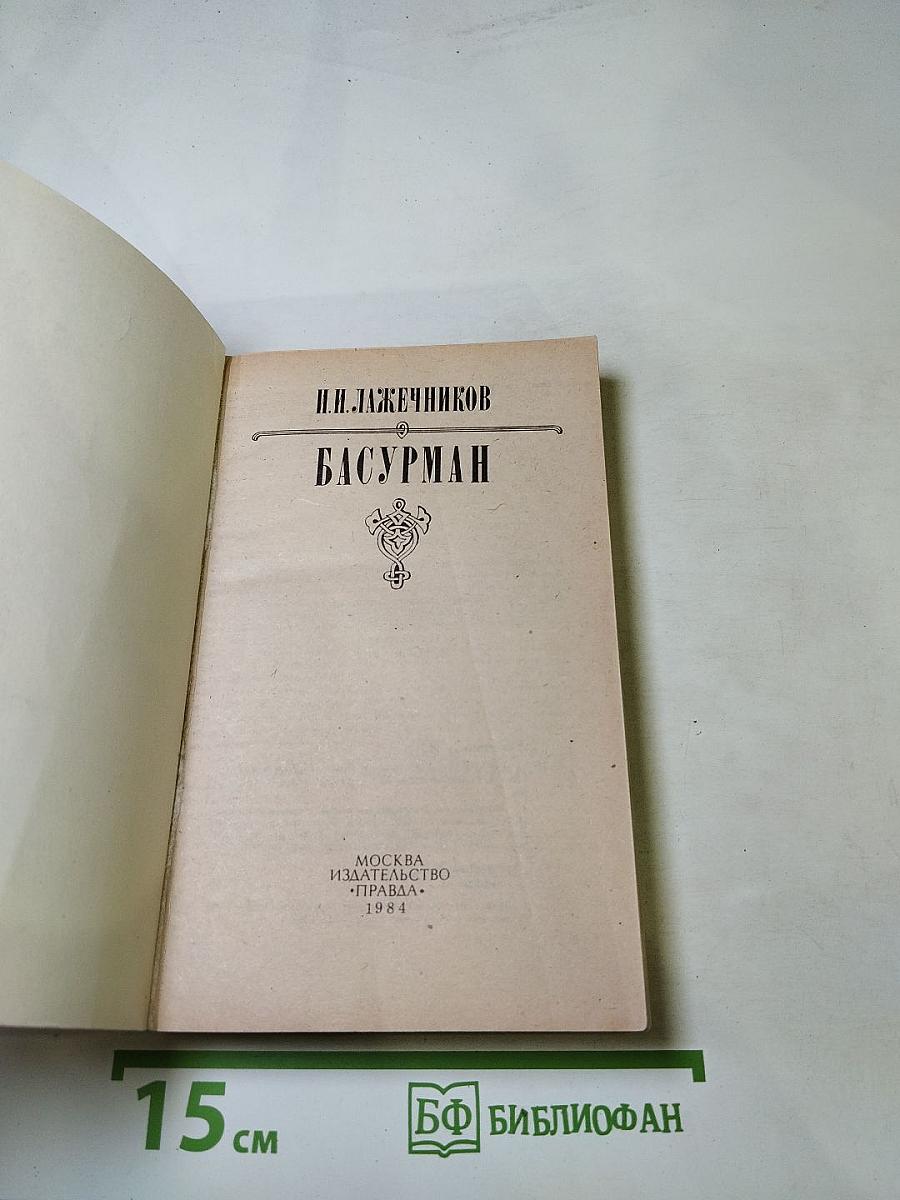 И.И.ЛАЖЕЧНИКОВ
БАСУРМАН
МОСКВА
ИЗДАТЕЛЬСТВО
«ПРАВДА»
1984
15 см
БФ БИБЛИОФАН